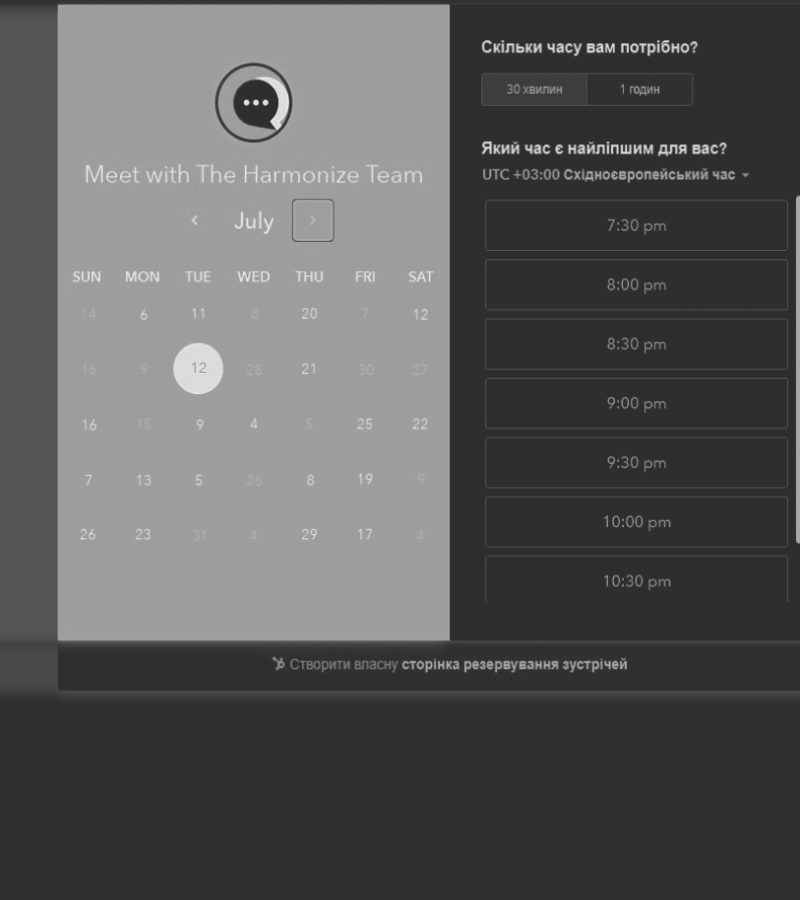 Meet with The Harmonize Team
July
SUN MON TUE WED THU FRI SAT
14 6 11 8 20 7 12
16 9 12 28 21 30 27
16 15 9 4 5 25 22
7 13 5 26 8 19 9
26 23 31 4 29 17 4
Скільки часу вам потрібно?
30 хвилин 1 годин
Який час є найліпшим для вас?
UTC +03:00 Східноєвропейський час
7:30 pm
8:00 pm
8:30 pm
9:00 pm
9:30 pm
10:00 pm
10:30 pm
Створити власну сторінка резервування зустрічей